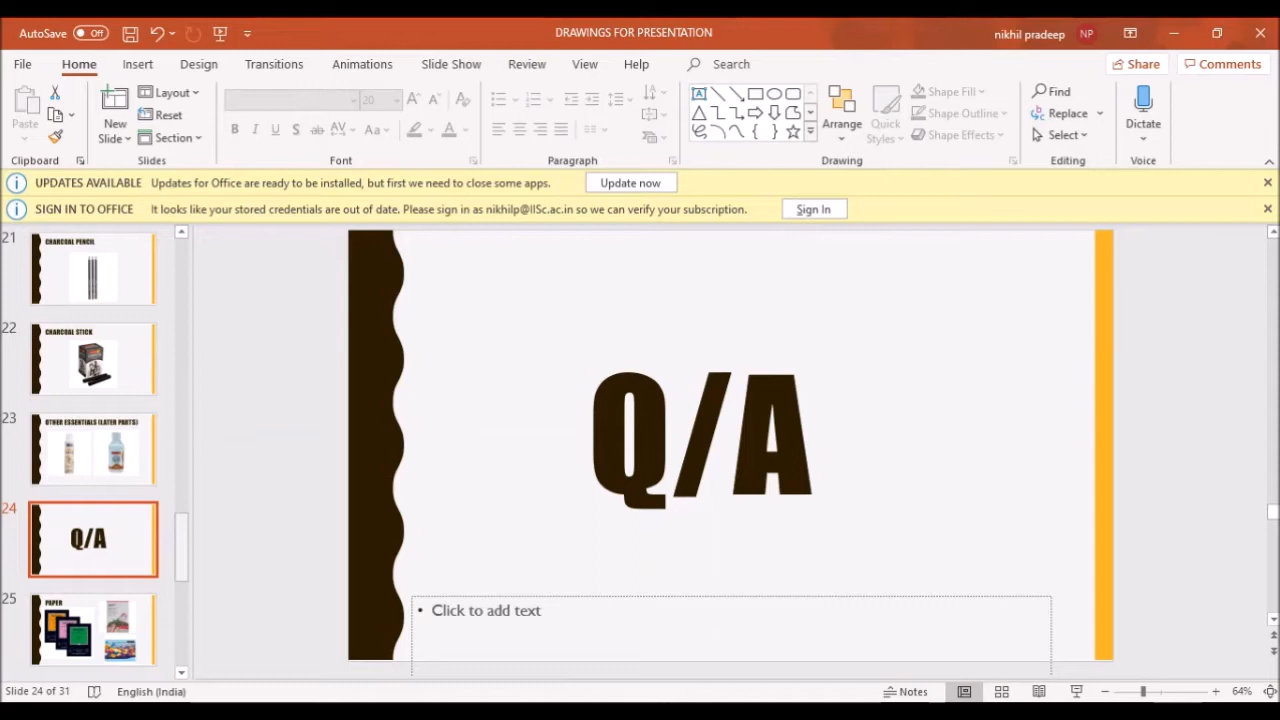 AutoSave Off DRAWINGS FOR PRESENTATION nikhil pradeep NP
File Home Insert Design Transitions Animations Slide Show Review View Help Search Share Comments
Paste
Clipboard
New Slide
Layout
Reset
Section
Slides
20
Font
Paragraph
Arrange
Quick Styles
Shape Fill
Shape Outline
Shape Effects
Drawing
Find
Replace
Select
Editing
Dictate
Voice
UPDATES AVAILABLE Updates for Office are ready to be installed, but first we need to close some apps. Update now
SIGN IN TO OFFICE It looks like your stored credentials are out of date. Please sign in as nikhilp@IISc.ac.in so we can verify your subscription. Sign In
21
CHARCOAL PENCIL
22
CHARCOAL STICK
23
OTHER ESSENTIALS (LATER PARTS)
24
Q/A
25
PAPER
Q/A
• Click to add text
Slide 24 of 31 English (India) Notes 64%